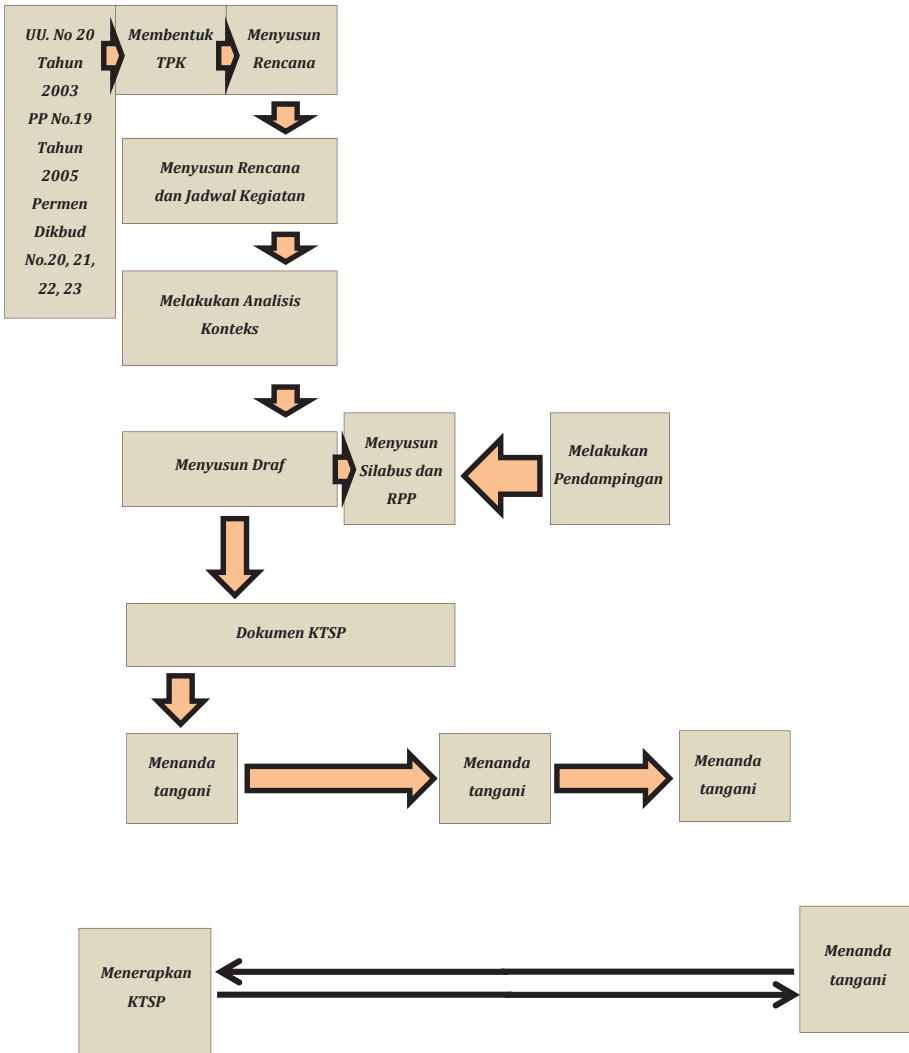 UU. No 20
Tahun
2003
PP No.19
Tahun
2005
Permen
Dikbud
No.20, 21,
22, 23
Membentuk
TPK
Menyusun
Rencana
Menyusun Rencana
dan Jadwal Kegiatan
Melakukan Analisis
Konteks
Menyusun Draf
Menyusun
Silabus dan
RPP
Melakukan
Pendampingan
Dokumen KTSP
Menanda
tangani
Menanda
tangani
Menanda
tangani
Menerapkan
KTSP
Menanda
tangani